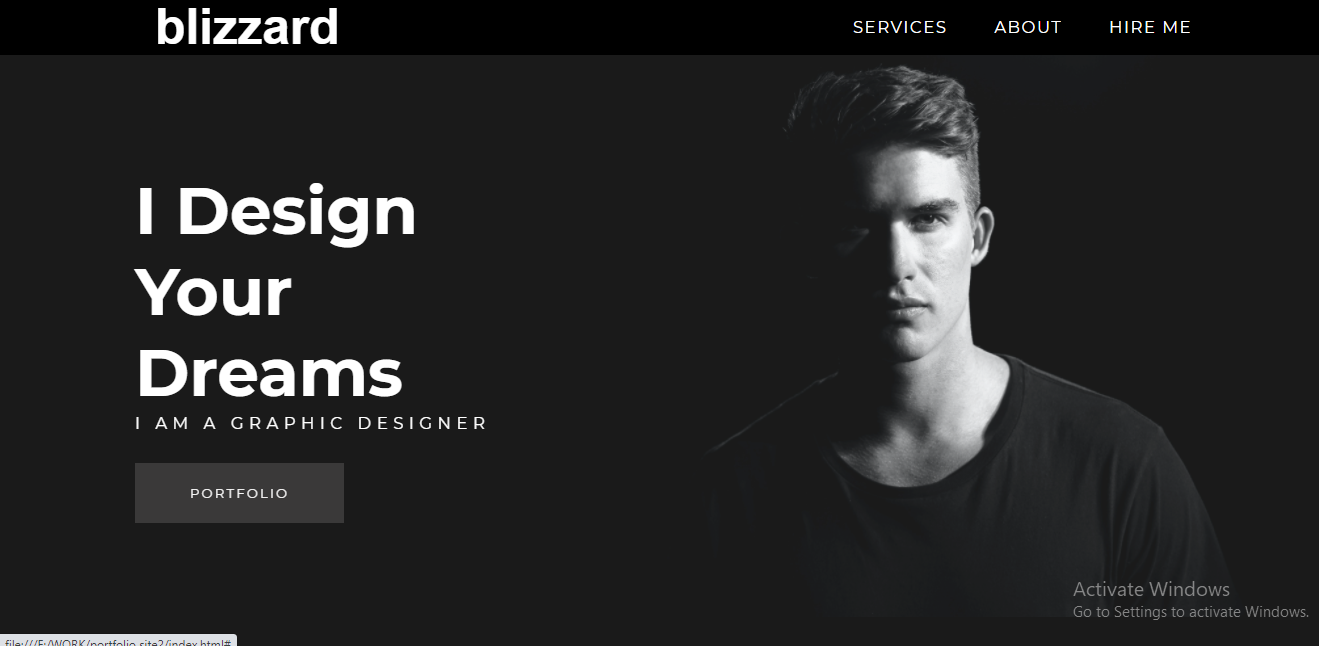 blizzard
SERVICES ABOUT HIRE ME
I Design
Your
Dreams
I AM A GRAPHIC DESIGNER
PORTFOLIO
Activate Windows
Go to Settings to activate Windows.
file:///F:/WORK/portfolio site2/index.html#